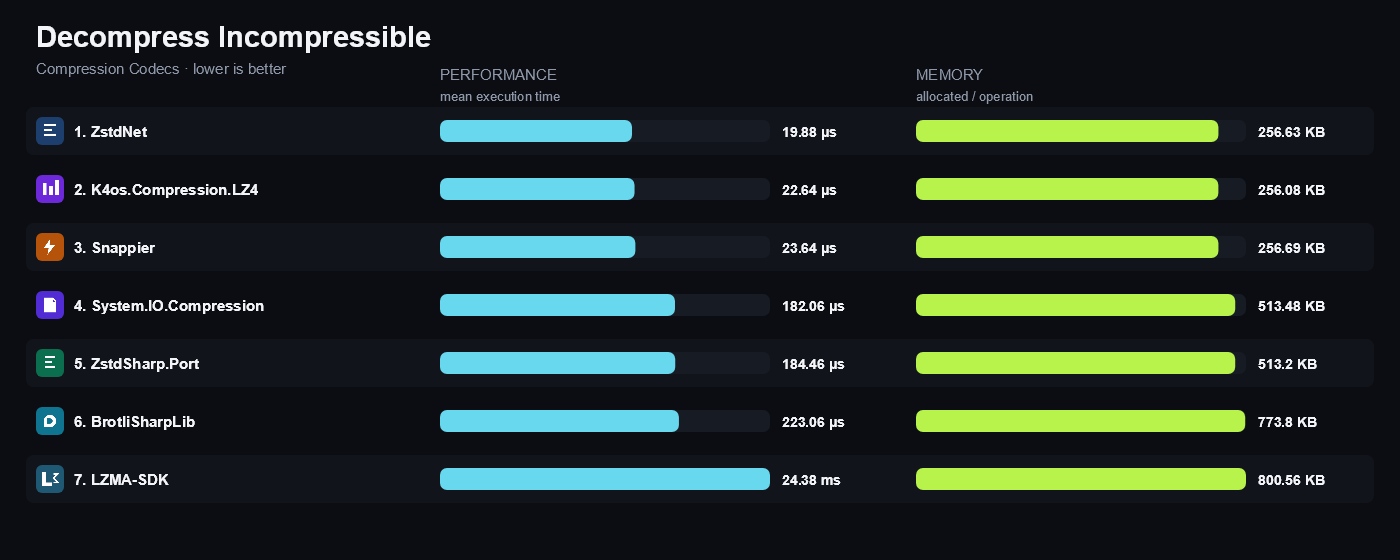 Decompress Incompressible
Compression Codecs · lower is better
PERFORMANCE
mean execution time
MEMORY
allocated / operation
1. ZstdNet 19.88 µs 256.63 KB
2. K4os.Compression.LZ4 22.64 µs 256.08 KB
3. Snappier 23.64 µs 256.69 KB
4. System.IO.Compression 182.06 µs 513.48 KB
5. ZstdSharp.Port 184.46 µs 513.2 KB
6. BrotliSharpLib 223.06 µs 773.8 KB
7. LZMA-SDK 24.38 ms 800.56 KB